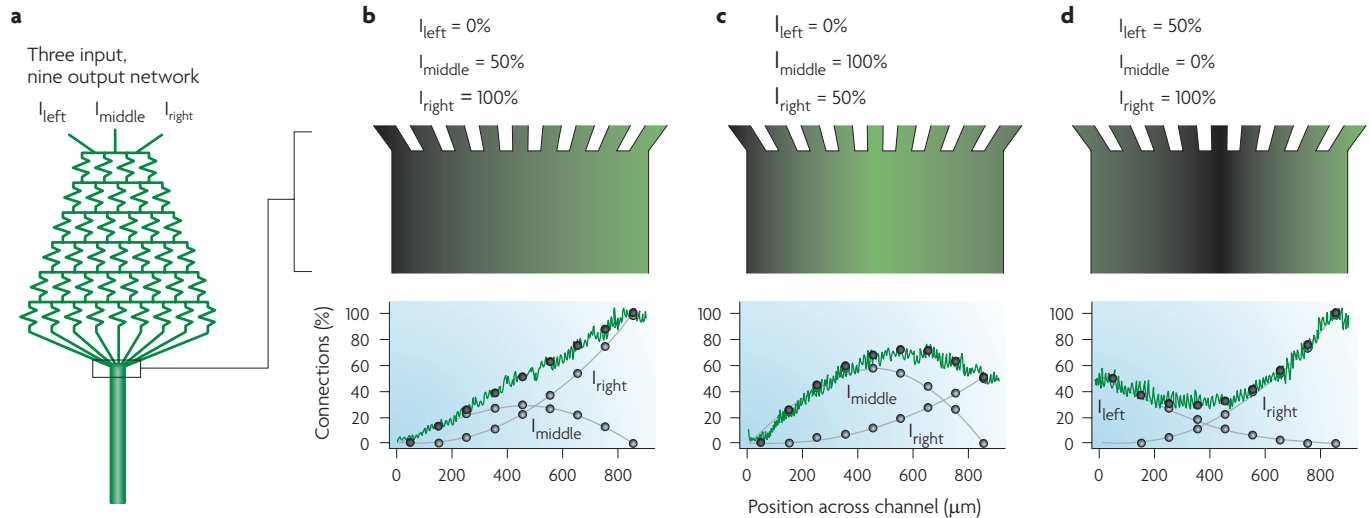 a
Three input,
nine output network
I_left I_middle I_right
b
I_left = 0%
I_middle = 50%
I_right = 100%
c
I_left = 0%
I_middle = 100%
I_right = 50%
d
I_left = 50%
I_middle = 0%
I_right = 100%
Connections (%)
100
80
60
40
20
0
I_right
I_middle
0 200 400 600 800
100
80
60
40
20
0
I_middle
I_right
0 200 400 600 800
100
80
60
40
20
0
I_left
I_right
0 200 400 600 800
Position across channel (μm)